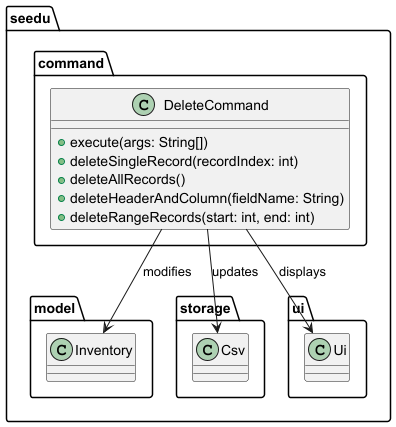 seedu
command
C DeleteCommand
execute(args: String[])
deleteSingleRecord(recordIndex: int)
deleteAllRecords()
deleteHeaderAndColumn(fieldName: String)
deleteRangeRecords(start: int, end: int)
modifies
updates
displays
model
storage
ui
C Inventory
C Csv
C Ui